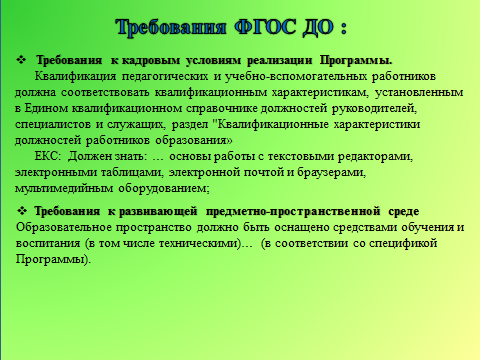 Требования ФГОС ДО :
❖ Требования к кадровым условиям реализации Программы.
Квалификация педагогических и учебно-вспомогательных работников
должна соответствовать квалификационным характеристикам, установленным
в Едином квалификационном справочнике должностей руководителей,
специалистов и служащих, раздел "Квалификационные характеристики
должностей работников образования»
ЕКС: Должен знать: … основы работы с текстовыми редакторами,
электронными таблицами, электронной почтой и браузерами,
мультимедийным оборудованием;
❖ Требования к развивающей предметно-пространственной среде
Образовательное пространство должно быть оснащено средствами обучения и
воспитания (в том числе техническими)… (в соответствии со спецификой
Программы).